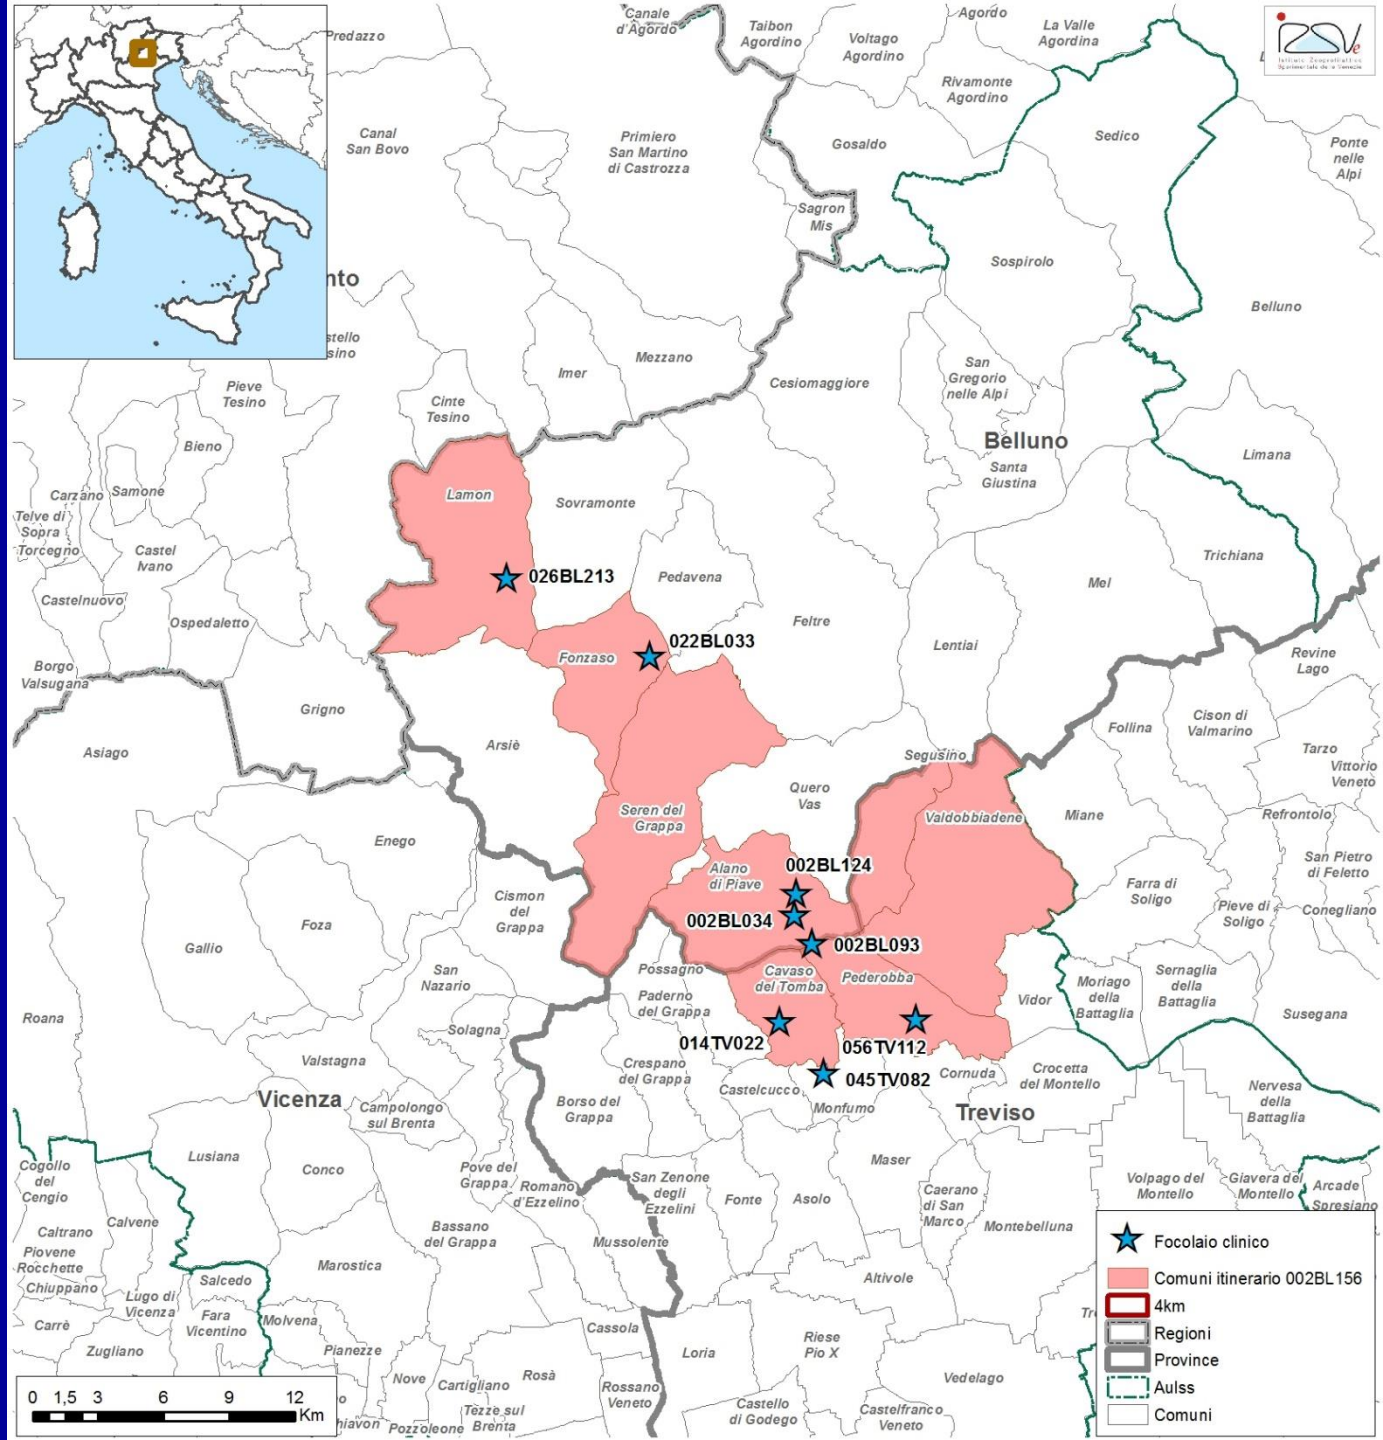 Canale
d'Agordo
Taibon
Agordino
Voltago
Agordino
Agordo
La Valle
Agordina
Predazzo
Rivamonte
Agordino
IZSVe
Istituto Zooprofilattico
Sperimentale delle Venezie
Canal
San Bovo
Primiero
San Martino
di Castrozza
Gosaldo
Sedico
Ponte
nelle
Alpi
Sagron
Mis
Sospirolo
Belluno
nto
stello
sino
Imer
Mezzano
Cesiomaggiore
San
Gregorio
nelle Alpi
Pieve
Tesino
Cinte
Tesino
Bieno
Belluno
Limana
Santa
Giustina
Carzano
Samone
Lamon
Sovramonte
Telve di
Sopra
Torcegno
Castel
Ivano
Trichiana
026BL213
Pedavena
Mel
Castelnuovo
Ospedaletto
Feltre
022BL033
Lentiai
Fonzaso
Borgo
Valsugana
Revine
Lago
Grigno
Follina
Cison di
Valmarino
Asiago
Arsiè
Segusino
Tarzo
Vittorio
Veneto
Quero
Vas
Seren del
Grappa
Valdobbiadene
Miane
Refrontolo
Enego
002BL124
Alano
di Piave
San Pietro
di Feletto
Farra di
Soligo
Cismon
del
Grappa
Foza
002BL034
Pieve di
Soligo
Conegliano
Gallio
002BL093
San
Nazario
Possagno
Cavaso
del Tomba
Pederobba
Moriago
della
Battaglia
Sernaglia
della
Battaglia
Vidor
Paderno
del Grappa
Roana
Solagna
Susegana
014TV022
056TV112
Valstagna
Crespano
del Grappa
Castelcucco
045TV082
Cornuda
Crocetta
del Montello
Nervesa
della
Battaglia
Vicenza
Campolongo
sul Brenta
Borso del
Grappa
Monfumo
Treviso
Lusiana
Conco
Pove del
Grappa
Romano
d'Ezzelino
San Zenone
degli
Ezzelini
Fonte
Asolo
Maser
Caerano
di San
Marco
Volpago del
Montello
Giavera del
Montello
Arcade
Spresiano
Cogollo
del
Cengio
Calvene
Caltrano
Bassano
del Grappa
Montebelluna
Piovene
Rocchette
Mussolente
Marostica
Chiuppano
Salcedo
Altivole
Lugo di
Vicenza
Fara
Vicentino
Molvena
Carrè
Zugliano
Pianezze
Cassola
Loria
Riese
Pio X
Vedelago
Nove
Cartigliano
Rosà
Rossano
Veneto
Castello
di Godego
Castelfranco
Veneto
hiavon
Pozzoleone
Tezze sul
Brenta
Tr
Focolaio clinico
Comuni itinerario 002BL156
4km
Regioni
Province
Aulss
Comuni
0 1,5 3 6 9 12
Km